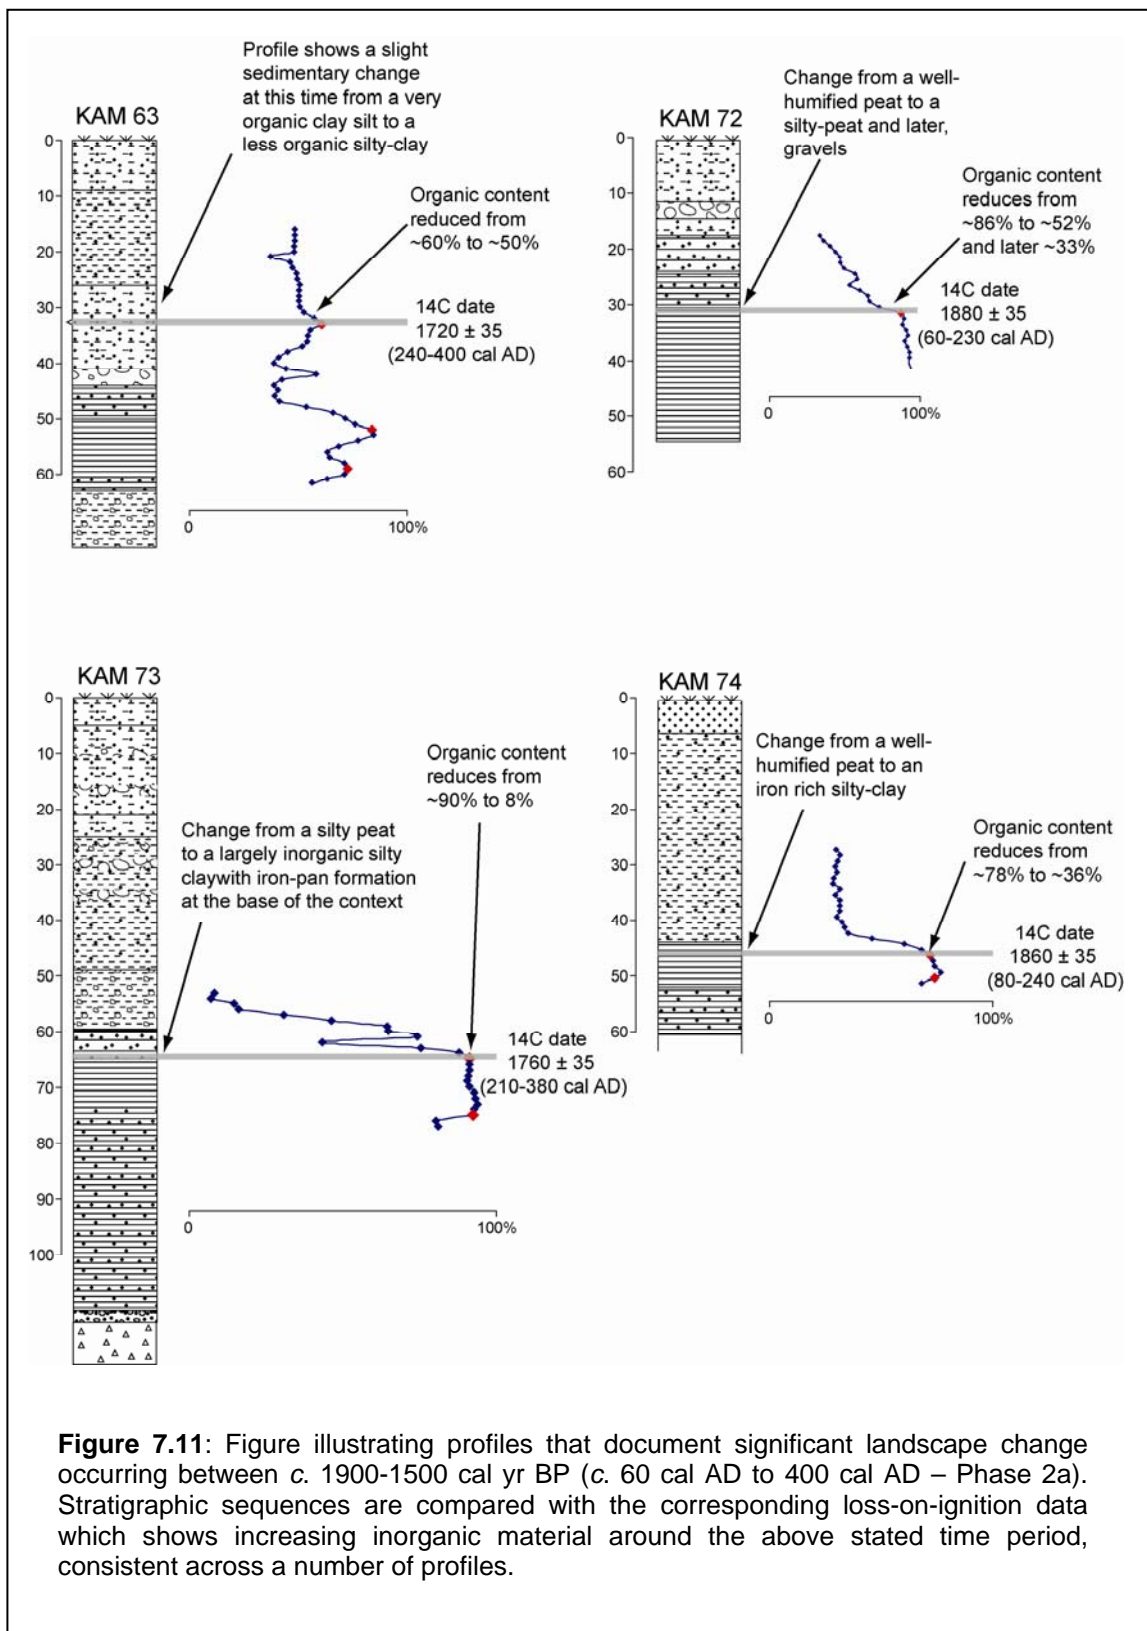 Profile shows a slight
sedimentary change
at this time from a very
organic clay silt to a
less organic silty-clay
KAM 63
0
10
20
30
40
50
60
Organic content
reduced from
~60% to ~50%
14C date
1720 ± 35
(240-400 cal AD)
0
100%
Change from a well-
humified peat to a
silty-peat and later,
gravels
KAM 72
0
10
20
30
40
50
60
Organic content
reduces from
~86% to ~52%
and later ~33%
14C date
1880 ± 35
(60-230 cal AD)
0
100%
KAM 73
0
10
20
30
40
50
60
70
80
90
100
Change from a silty peat
to a largely inorganic silty
claywith iron-pan formation
at the base of the context
Organic content
reduces from
~90% to 8%
14C date
1760 ± 35
(210-380 cal AD)
0
100%
KAM 74
0
10
20
30
40
50
60
Change from a well-
humified peat to an
iron rich silty-clay
Organic content
reduces from
~78% to ~36%
14C date
1860 ± 35
(80-240 cal AD)
0
100%
Figure 7.11: Figure illustrating profiles that document significant landscape change
occurring between c. 1900-1500 cal yr BP (c. 60 cal AD to 400 cal AD – Phase 2a).
Stratigraphic sequences are compared with the corresponding loss-on-ignition data
which shows increasing inorganic material around the above stated time period,
consistent across a number of profiles.